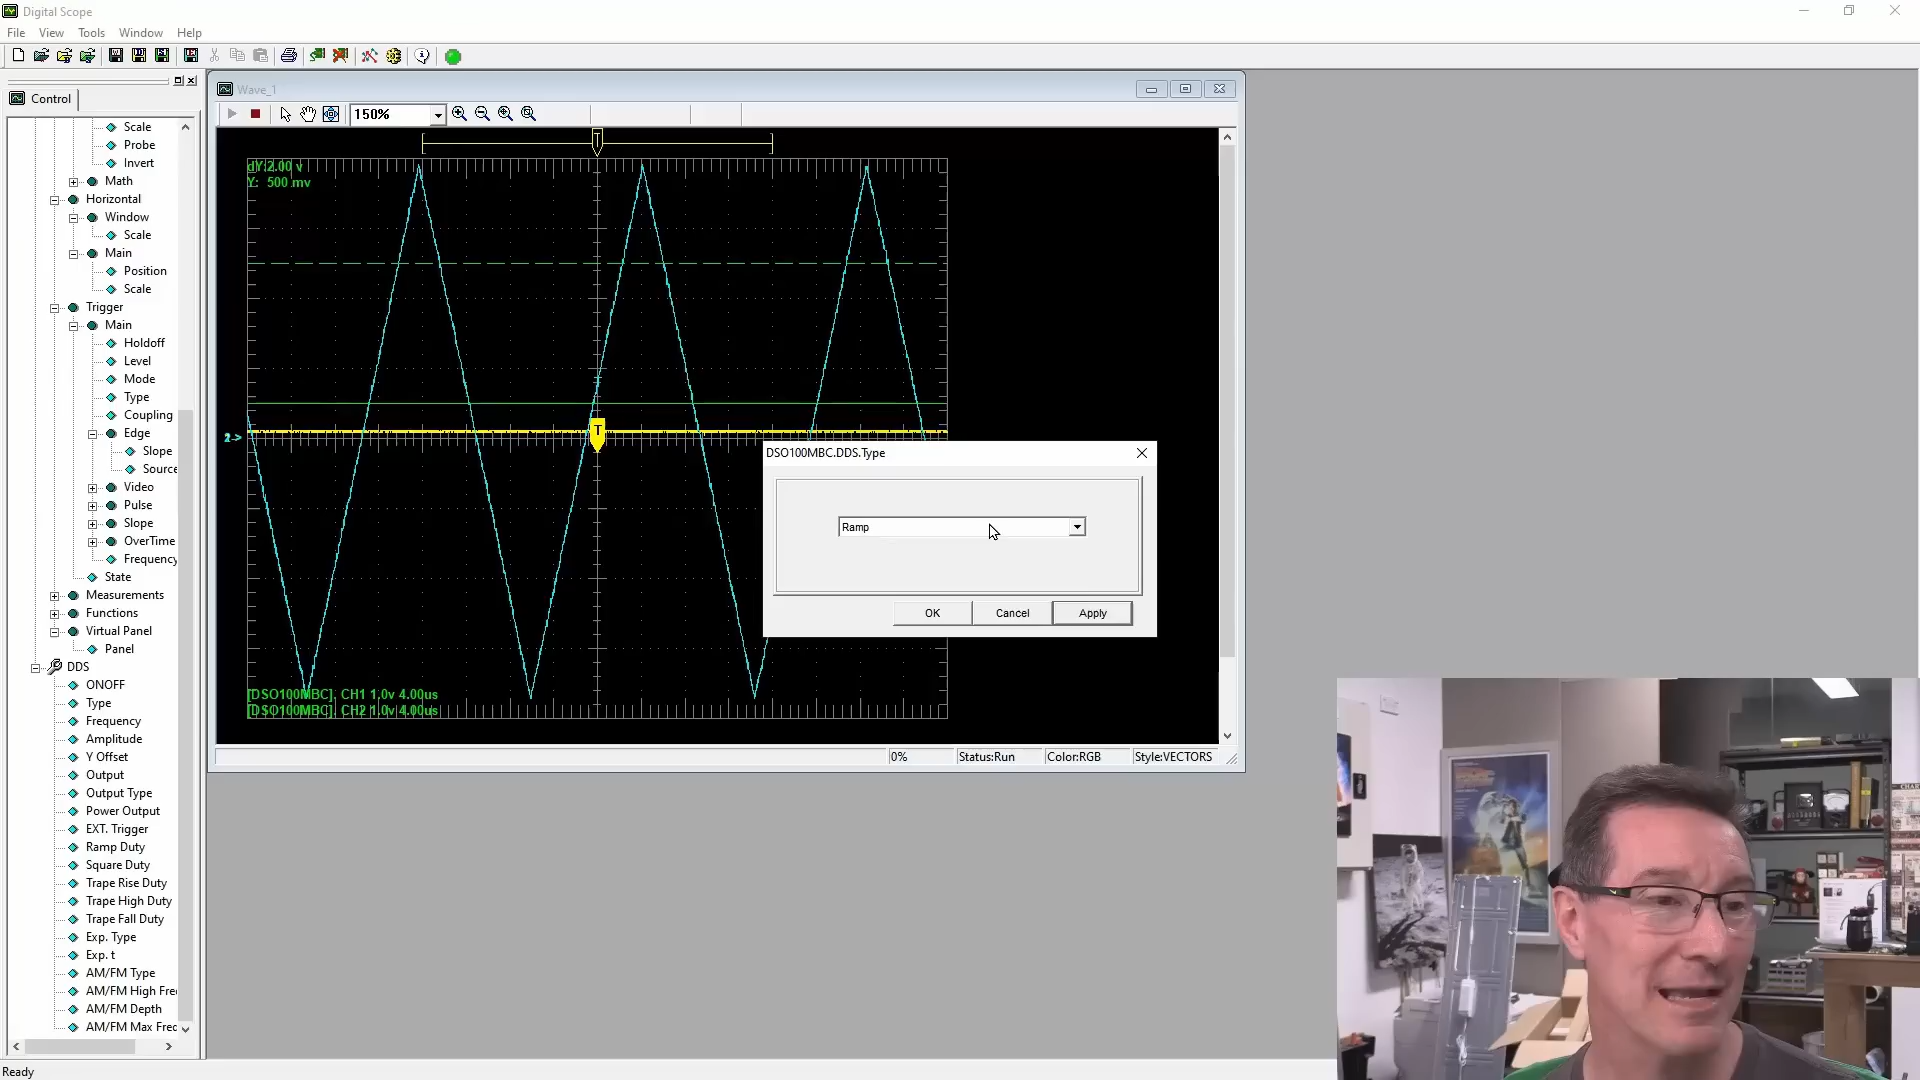 Digital Scope
File View Tools Window Help
Control
Scale
Probe
Invert
Math
Horizontal
Window
Scale
Main
Position
Scale
Trigger
Main
Holdoff
Level
Mode
Type
Coupling
Edge
Slope
Source
Video
Pulse
Slope
OverTime
Frequency
State
Measurements
Functions
Virtual Panel
Panel
DDS
ONOFF
Type
Frequency
Amplitude
Y Offset
Output
Output Type
Power Output
EXT. Trigger
Ramp Duty
Square Duty
Trape Rise Duty
Trape High Duty
Trape Fall Duty
Exp. Type
Exp. t
AM/FM Type
AM/FM High Fre
AM/FM Depth
AM/FM Max Fred
Ready
Wave_1
150%
T
dY:2.00 v
Y: 500 mv
2->
T
[DSO100MBC], CH1 1.0v 4.00us
[DSO100MBC], CH2 1.0v 4.00us
0% Status:Run Color:RGB Style:VECTORS
DSO100MBC.DDS.Type
Ramp
OK Cancel Apply